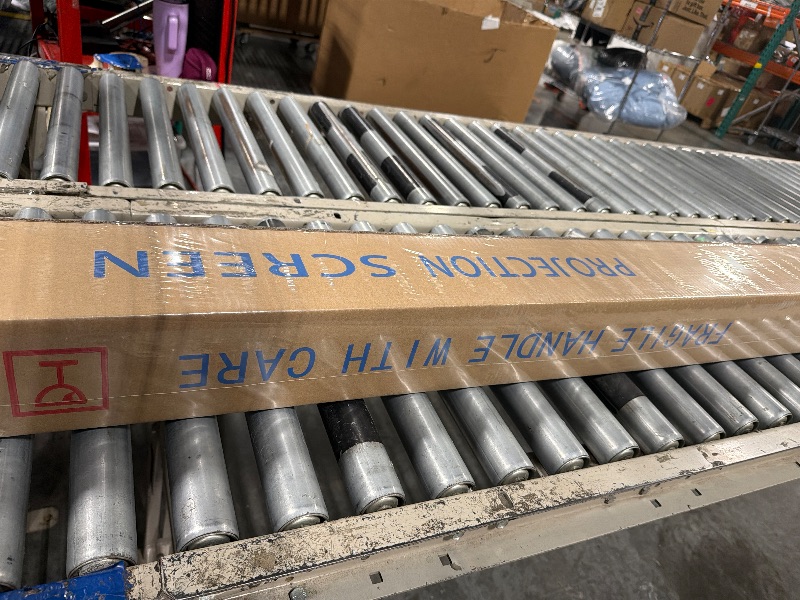 PROJECTION SCREEN
FRAGILE HANDLE WITH CARE